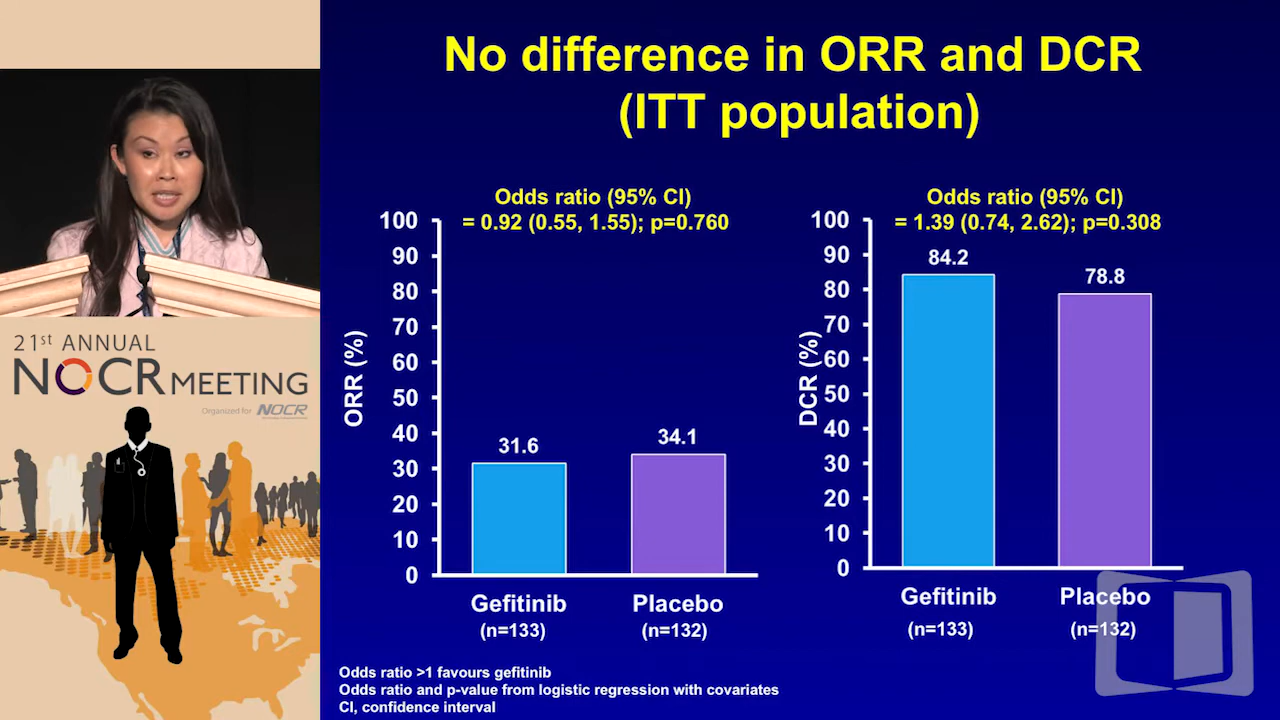 No difference in ORR and DCR
(ITT population)
Odds ratio (95% CI)
= 0.92 (0.55, 1.55); p=0.760
100
90
80
70
60
50
40
30
20
10
0
ORR (%)
31.6
34.1
Gefitinib
(n=133)
Placebo
(n=132)
Odds ratio (95% CI)
= 1.39 (0.74, 2.62); p=0.308
100
90
80
70
60
50
40
30
20
10
0
DCR (%)
84.2
78.8
Gefitinib
(n=133)
Placebo
(n=132)
Odds ratio >1 favours gefitinib
Odds ratio and p-value from logistic regression with covariates
CI, confidence interval
21st ANNUAL
NOCR MEETING
Organized for NOCR